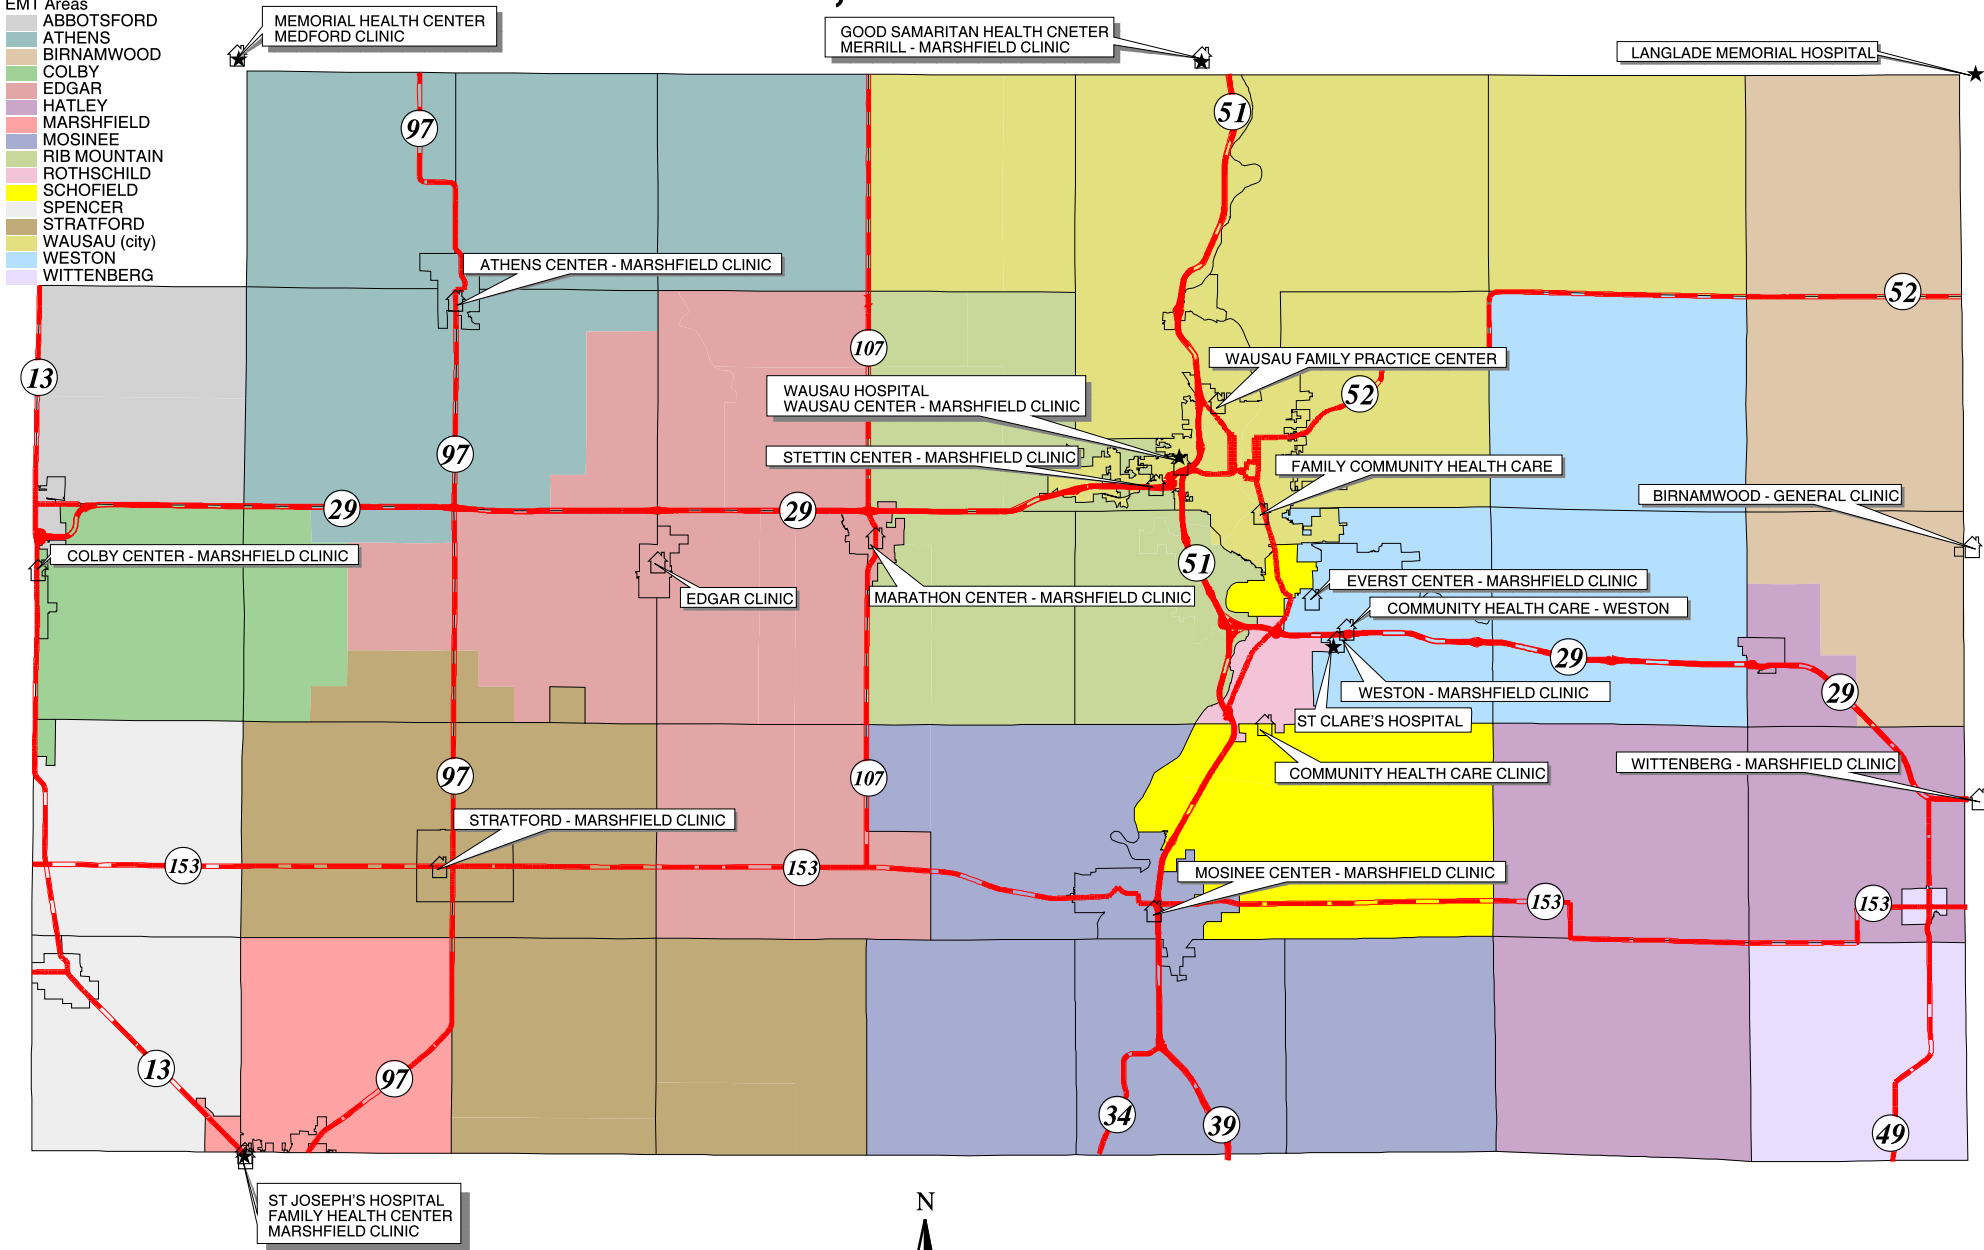 EMT Areas
ABBOTSFORD
ATHENS
BIRNAMWOOD
COLBY
EDGAR
HATLEY
MARSHFIELD
MOSINEE
RIB MOUNTAIN
ROTHSCHILD
SCHOFIELD
SPENCER
STRATFORD
WAUSAU (city)
WESTON
WITTENBERG
MEMORIAL HEALTH CENTER
MEDFORD CLINIC
GOOD SAMARITAN HEALTH CNETER
MERRILL - MARSHFIELD CLINIC
LANGLADE MEMORIAL HOSPITAL
97
51
ATHENS CENTER - MARSHFIELD CLINIC
52
13
107
WAUSAU FAMILY PRACTICE CENTER
WAUSAU HOSPITAL
WAUSAU CENTER - MARSHFIELD CLINIC
52
97
STETTIN CENTER - MARSHFIELD CLINIC
FAMILY COMMUNITY HEALTH CARE
BIRNAMWOOD - GENERAL CLINIC
29
29
COLBY CENTER - MARSHFIELD CLINIC
51
EVERST CENTER - MARSHFIELD CLINIC
EDGAR CLINIC
MARATHON CENTER - MARSHFIELD CLINIC
COMMUNITY HEALTH CARE - WESTON
29
29
WESTON - MARSHFIELD CLINIC
ST CLARE'S HOSPITAL
97
107
COMMUNITY HEALTH CARE CLINIC
WITTENBERG - MARSHFIELD CLINIC
STRATFORD - MARSHFIELD CLINIC
153
153
MOSINEE CENTER - MARSHFIELD CLINIC
153
153
13
97
34
39
49
ST JOSEPH'S HOSPITAL
FAMILY HEALTH CENTER
MARSHFIELD CLINIC
N